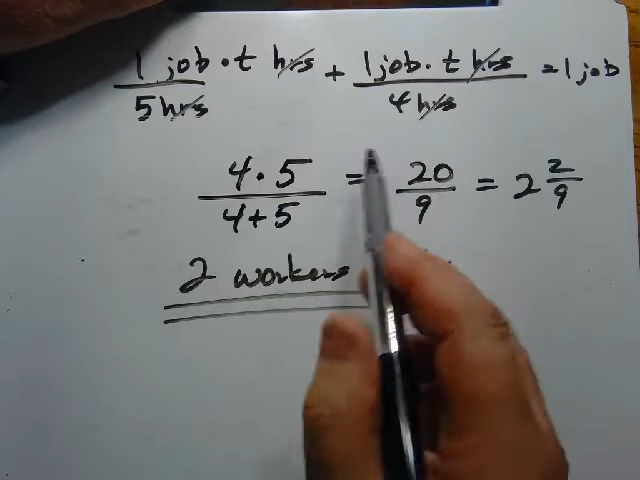 1 job · t hrs / 5 hrs + 1 job · t hrs / 4 hrs = 1 job
4 · 5 / 4 + 5 = 20 / 9 = 2 2/9
2 workers